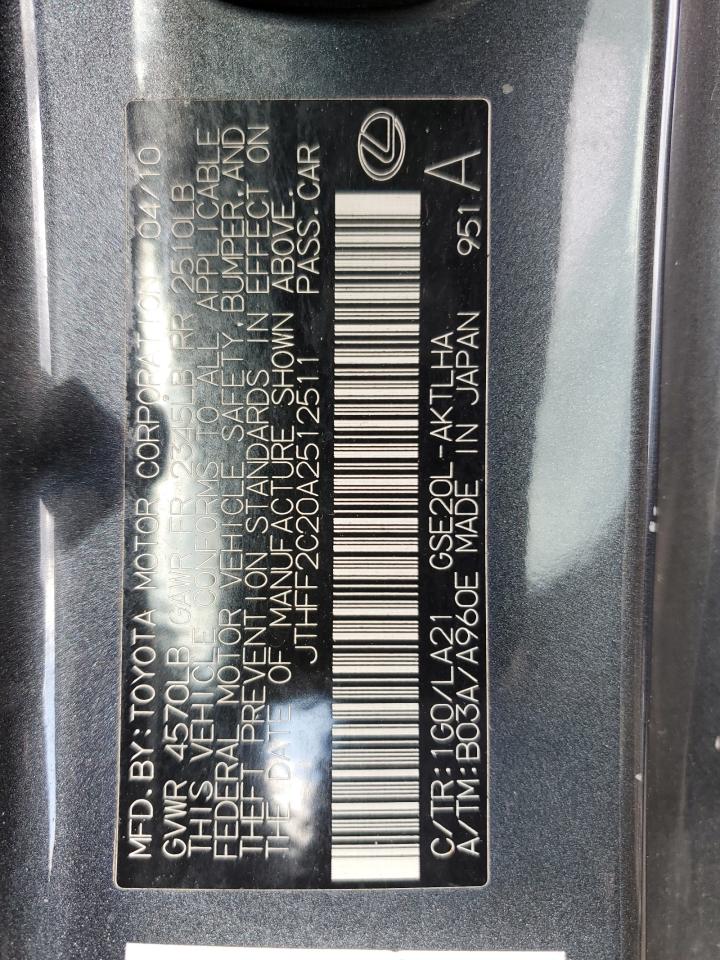 MFD. BY: TOYOTA MOTOR CORPORATION 04/10
GVWR 4570LB GAWR FR 2345LB RR 2510LB
THIS VEHICLE CONFORMS TO ALL APPLICABLE
FEDERAL MOTOR VEHICLE SAFETY, BUMPER, AND
THEFT PREVENTION STANDARDS IN EFFECT ON
THE DATE OF MANUFACTURE SHOWN ABOVE.
JTHFF2C20A2512511 PASS. CAR
C/TR: 1G0/LA21 GSE20L-AKTLHA
A/TM: B03A/A960E MADE IN JAPAN 951 A